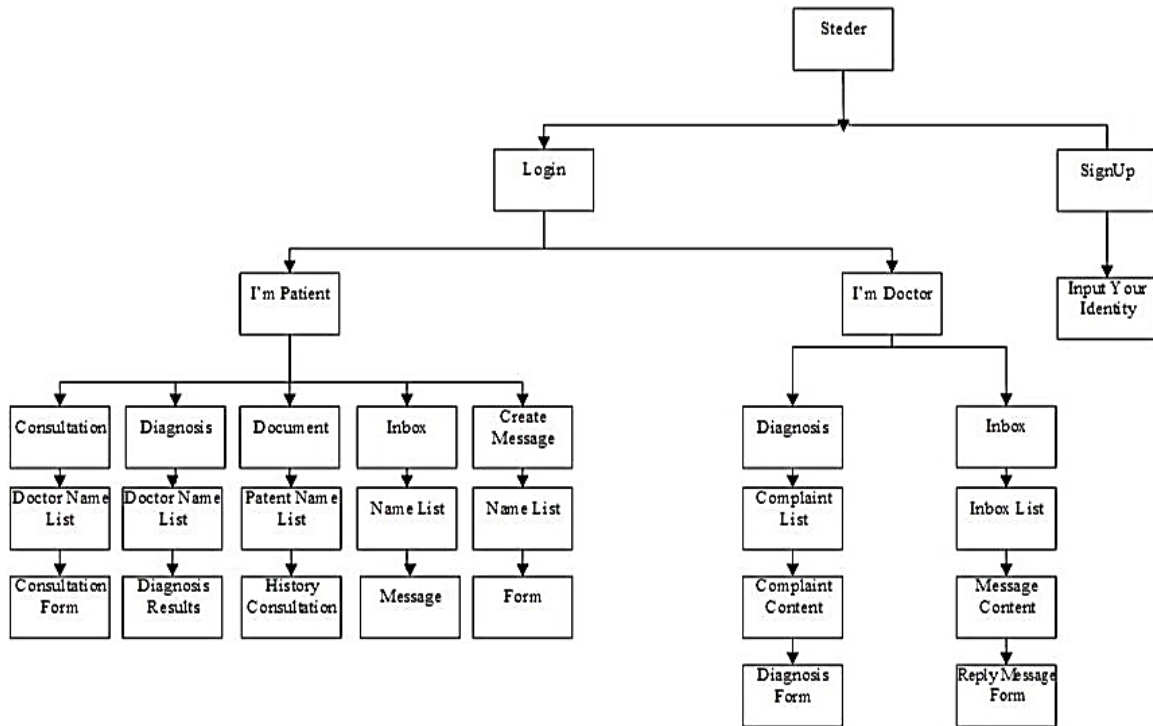 Steder
Login
SignUp
I'm Patient
I'm Doctor
Input Your
Identity
Consultation
Diagnosis
Document
Inbox
Create
Message
Diagnosis
Inbox
Doctor Name
List
Doctor Name
List
Patent Name
List
Name List
Name List
Complaint
List
Inbox List
Consultation
Form
Diagnosis
Results
History
Consultation
Message
Form
Complaint
Content
Message
Content
Diagnosis
Form
Reply Message
Form